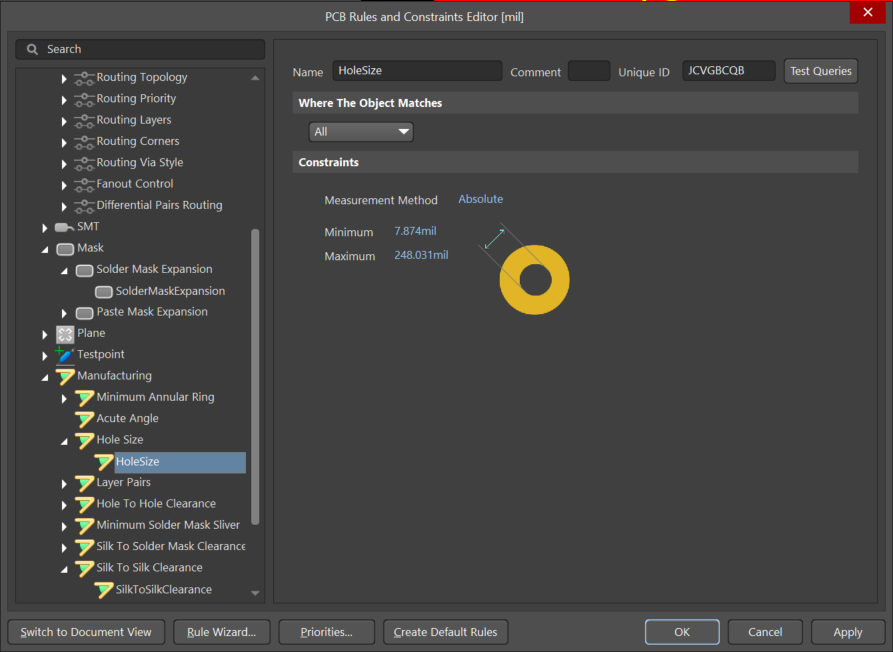 PCB Rules and Constraints Editor [mil]
Search
Routing Topology
Routing Priority
Routing Layers
Routing Corners
Routing Via Style
Fanout Control
Differential Pairs Routing
SMT
Mask
Solder Mask Expansion
SolderMaskExpansion
Paste Mask Expansion
Plane
Testpoint
Manufacturing
Minimum Annular Ring
Acute Angle
Hole Size
HoleSize
Layer Pairs
Hole To Hole Clearance
Minimum Solder Mask Sliver
Silk To Solder Mask Clearance
Silk To Silk Clearance
SilkToSilkClearance
Name HoleSize Comment Unique ID JCVGBCQB Test Queries
Where The Object Matches
All
Constraints
Measurement Method Absolute
Minimum 7.874mil
Maximum 248.031mil
Switch to Document View Rule Wizard... Priorities... Create Default Rules OK Cancel Apply